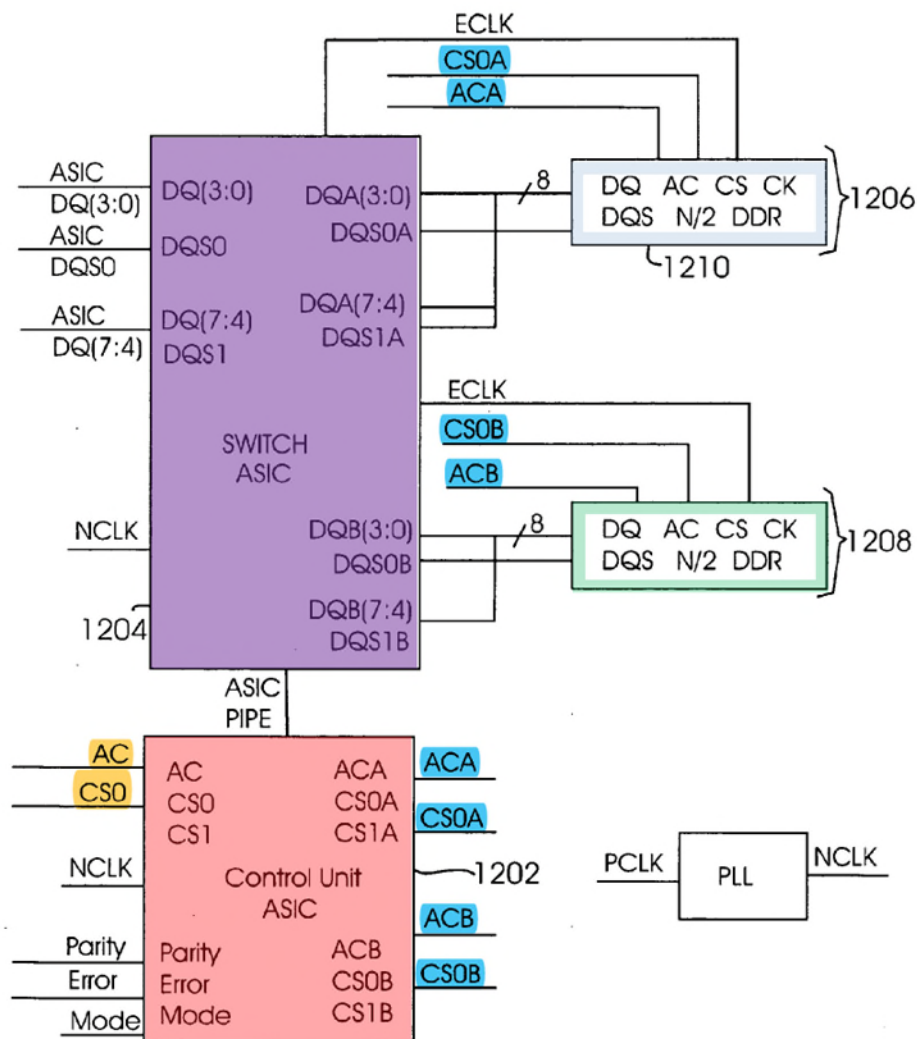 ECLK
CS0A
ACA
ASIC
DQ(3:0)
ASIC
DQS0
ASIC
DQ(7:4)
DQ(3:0)
DQS0
DQ(7:4)
DQS1
DQA(3:0)
DQS0A
DQA(7:4)
DQS1A
8
DQ AC CS CK
DQS N/2 DDR
1206
1210
SWITCH
ASIC
ECLK
CS0B
ACB
NCLK
1204
DQB(3:0)
DQS0B
DQB(7:4)
DQS1B
8
DQ AC CS CK
DQS N/2 DDR
1208
ASIC
PIPE
AC
CS0
NCLK
Parity
Error
Mode
AC
CS0
CS1
ACA
CS0A
CS1A
Control Unit
ASIC
Parity
Error
Mode
ACB
CS0B
CS1B
ACA
CS0A
1202
ACB
CS0B
PCLK
PLL
NCLK